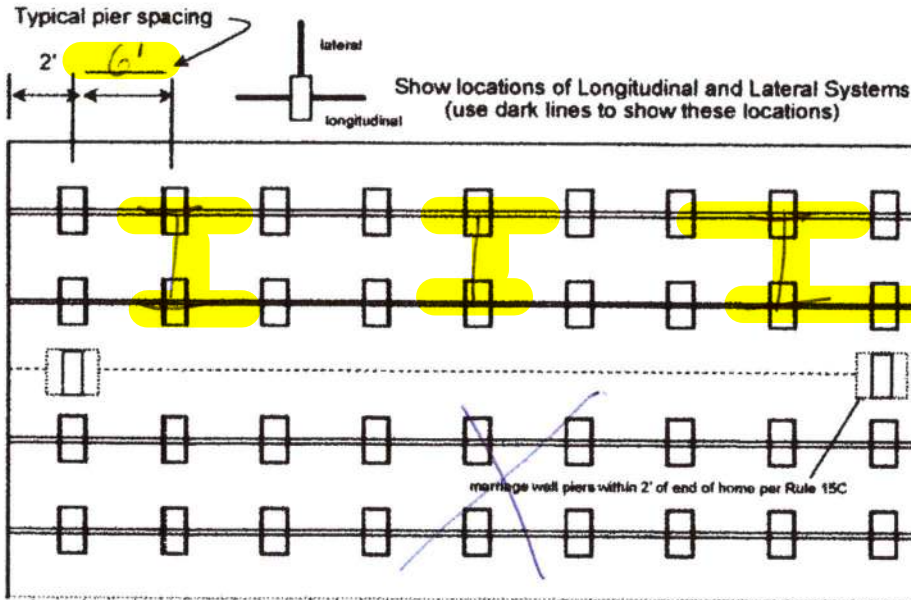 Typical pier spacing
2'
6'
lateral
longitudinal
Show locations of Longitudinal and Lateral Systems
(use dark lines to show these locations)
marriage wall piers within 2' of end of home per Rule 15C